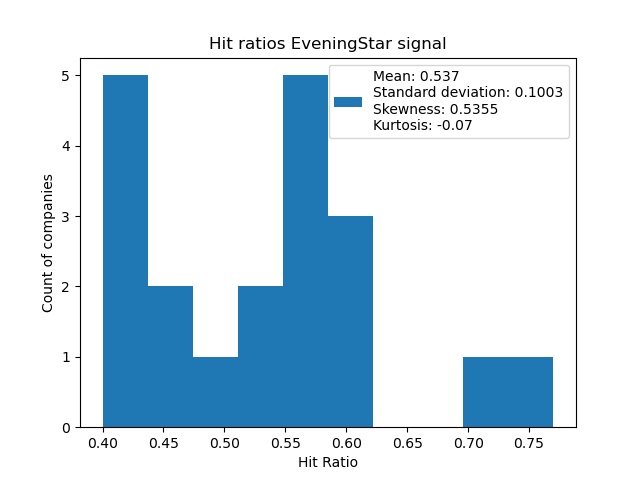 Hit ratios EveningStar signal
Mean: 0.537
Standard deviation: 0.1003
Skewness: 0.5355
Kurtosis: -0.07
5
4
3
2
1
0
Count of companies
0.40 0.45 0.50 0.55 0.60 0.65 0.70 0.75
Hit Ratio